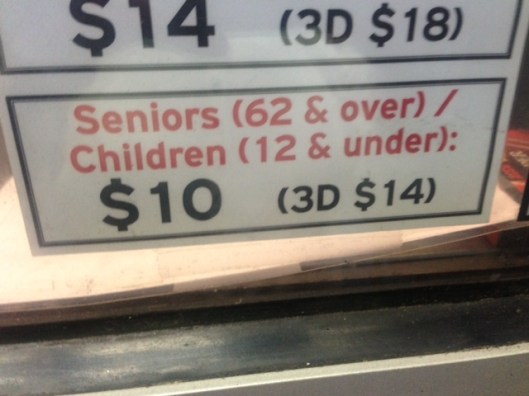 $14 (3D $18)
Seniors (62 & over) /
Children (12 & under):
$10 (3D $14)